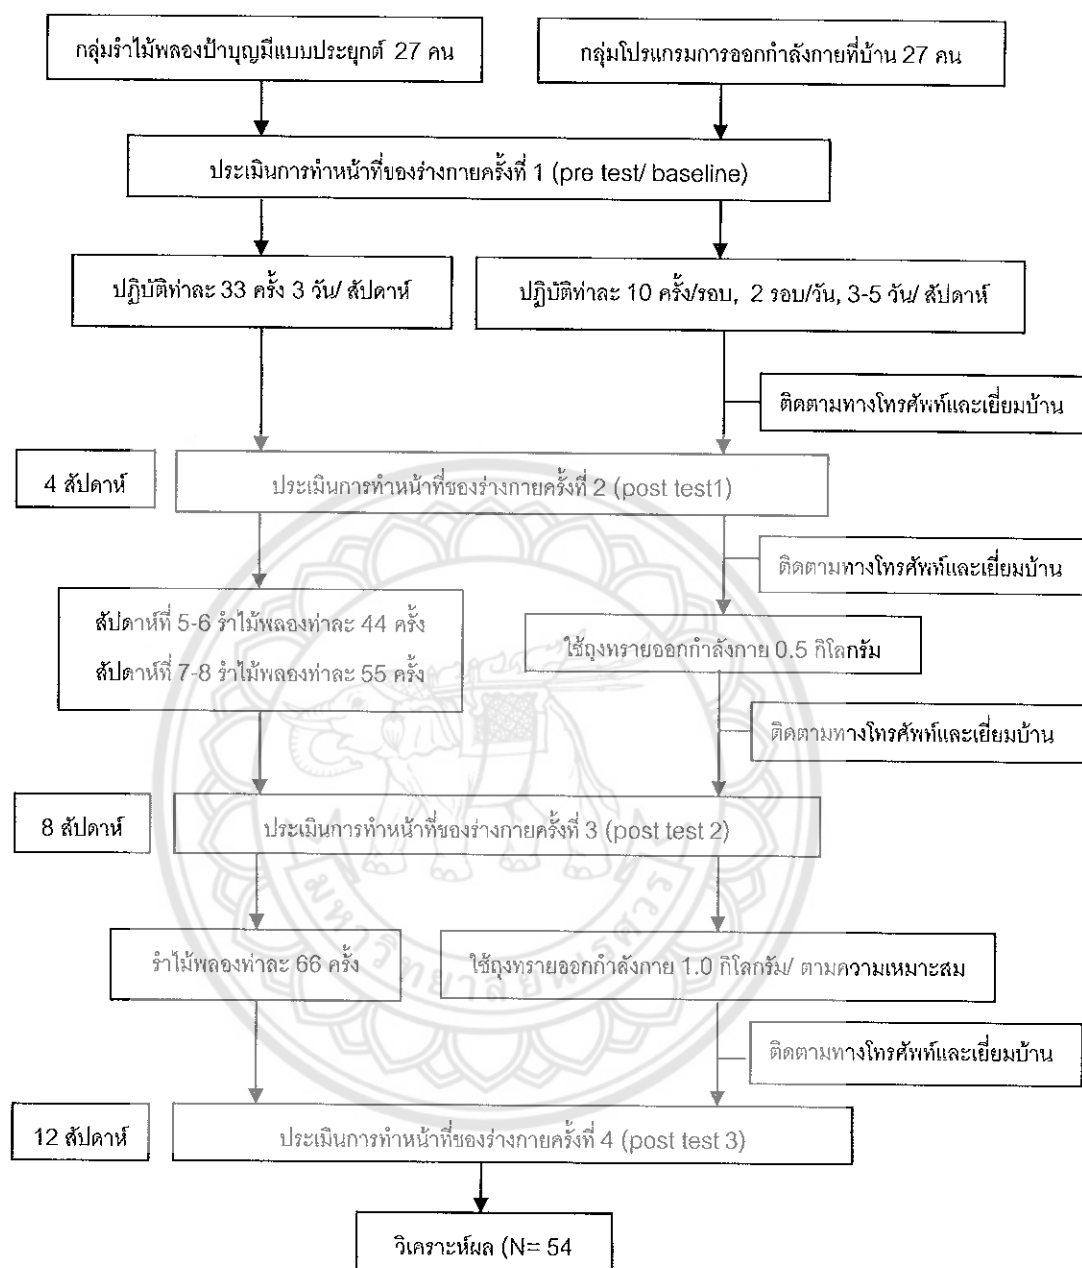 กลุ่มรำไม้พลองป้าบุญมีแบบประยุกต์ 27 คน
กลุ่มโปรแกรมการออกกำลังกายที่บ้าน 27 คน
ประเมินการทำหน้าที่ของร่างกายครั้งที่ 1 (pre test/ baseline)
ปฏิบัติท่าละ 33 ครั้ง 3 วัน/ สัปดาห์
ปฏิบัติท่าละ 10 ครั้ง/รอบ, 2 รอบ/วัน, 3-5 วัน/ สัปดาห์
ติดตามทางโทรศัพท์และเยี่ยมบ้าน
4 สัปดาห์
ประเมินการทำหน้าที่ของร่างกายครั้งที่ 2 (post test1)
ติดตามทางโทรศัพท์และเยี่ยมบ้าน
สัปดาห์ที่ 5-6 รำไม้พลองท่าละ 44 ครั้ง
สัปดาห์ที่ 7-8 รำไม้พลองท่าละ 55 ครั้ง
ใช้ถุงทรายออกกำลังกาย 0.5 กิโลกรัม
ติดตามทางโทรศัพท์และเยี่ยมบ้าน
8 สัปดาห์
ประเมินการทำหน้าที่ของร่างกายครั้งที่ 3 (post test 2)
รำไม้พลองท่าละ 66 ครั้ง
ใช้ถุงทรายออกกำลังกาย 1.0 กิโลกรัม/ ตามความเหมาะสม
มหาวิทยาลัยนเรศวร
ติดตามทางโทรศัพท์และเยี่ยมบ้าน
12 สัปดาห์
ประเมินการทำหน้าที่ของร่างกายครั้งที่ 4 (post test 3)
วิเคราะห์ผล (N= 54